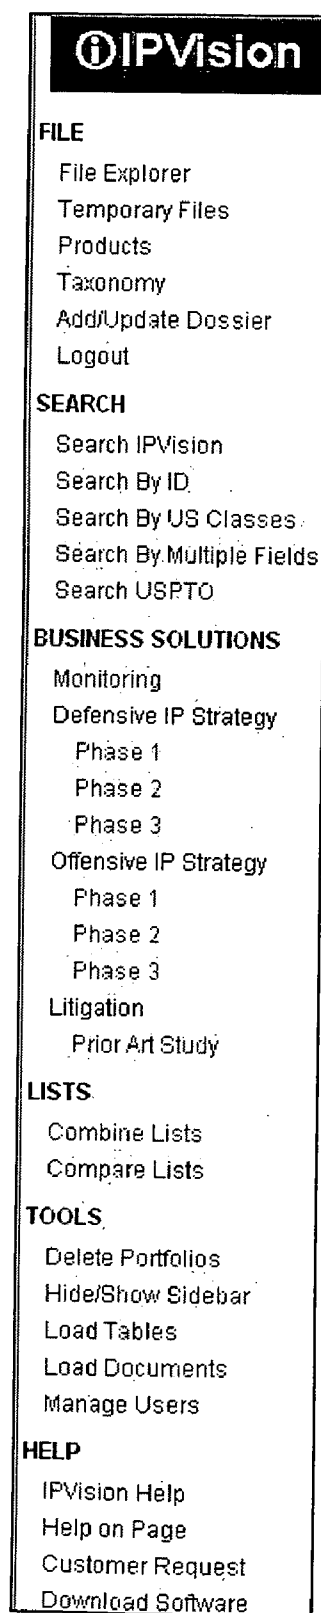 IPVision
FILE
File Explorer
Temporary Files
Products
Taxonomy
Add/Update Dossier
Logout
SEARCH
Search IPVision
Search By ID
Search By US Classes
Search By Multiple Fields
Search USPTO
BUSINESS SOLUTIONS
Monitoring
Defensive IP Strategy
Phase 1
Phase 2
Phase 3
Offensive IP Strategy
Phase 1
Phase 2
Phase 3
Litigation
Prior Art Study
LISTS
Combine Lists
Compare Lists
TOOLS
Delete Portfolios
Hide/Show Sidebar
Load Tables
Load Documents
Manage Users
HELP
IPVision Help
Help on Page
Customer Request
Download Software